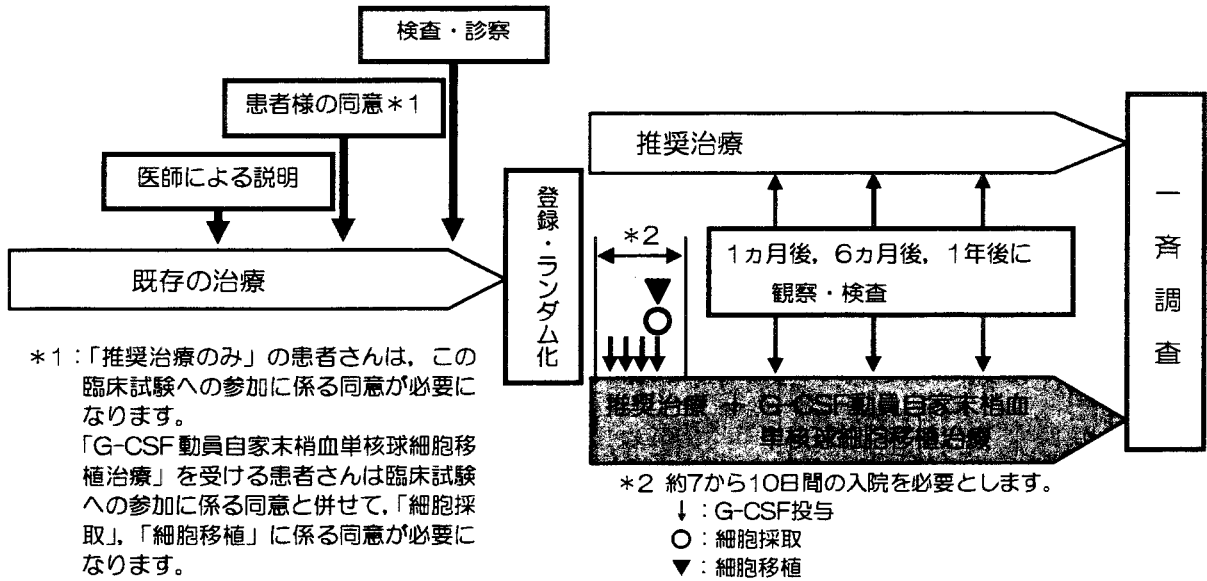 検査・診察
患者様の同意＊1
医師による説明
既存の治療
登録・ランダム化
推奨治療
＊2
1ヵ月後，6ヵ月後，1年後に
観察・検査
推奨治療 + G-CSF動員自家末梢血
単核球細胞移植治療
一斉調査
＊1：「推奨治療のみ」の患者さんは，この
臨床試験への参加に係る同意が必要に
なります。
「G-CSF動員自家末梢血単核球細胞移
植治療」を受ける患者さんは臨床試験
への参加に係る同意と併せて，「細胞採
取」，「細胞移植」に係る同意が必要に
なります。
＊2 約7から10日間の入院を必要とします。
↓：G-CSF投与
○：細胞採取
▼：細胞移植